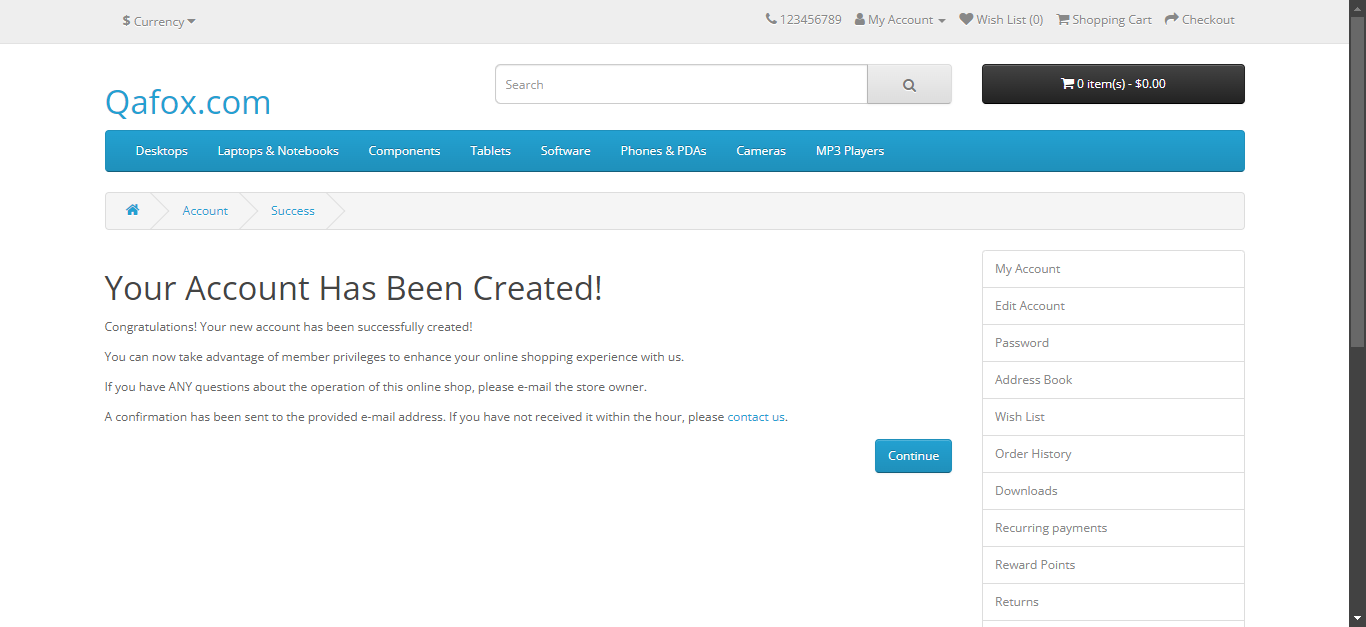 $ Currency
123456789 My Account Wish List (0) Shopping Cart Checkout
Qafox.com
Search
0 item(s) - $0.00
Desktops Laptops & Notebooks Components Tablets Software Phones & PDAs Cameras MP3 Players
Account Success
Your Account Has Been Created!
Congratulations! Your new account has been successfully created!
You can now take advantage of member privileges to enhance your online shopping experience with us.
If you have ANY questions about the operation of this online shop, please e-mail the store owner.
A confirmation has been sent to the provided e-mail address. If you have not received it within the hour, please contact us.
Continue
My Account
Edit Account
Password
Address Book
Wish List
Order History
Downloads
Recurring payments
Reward Points
Returns